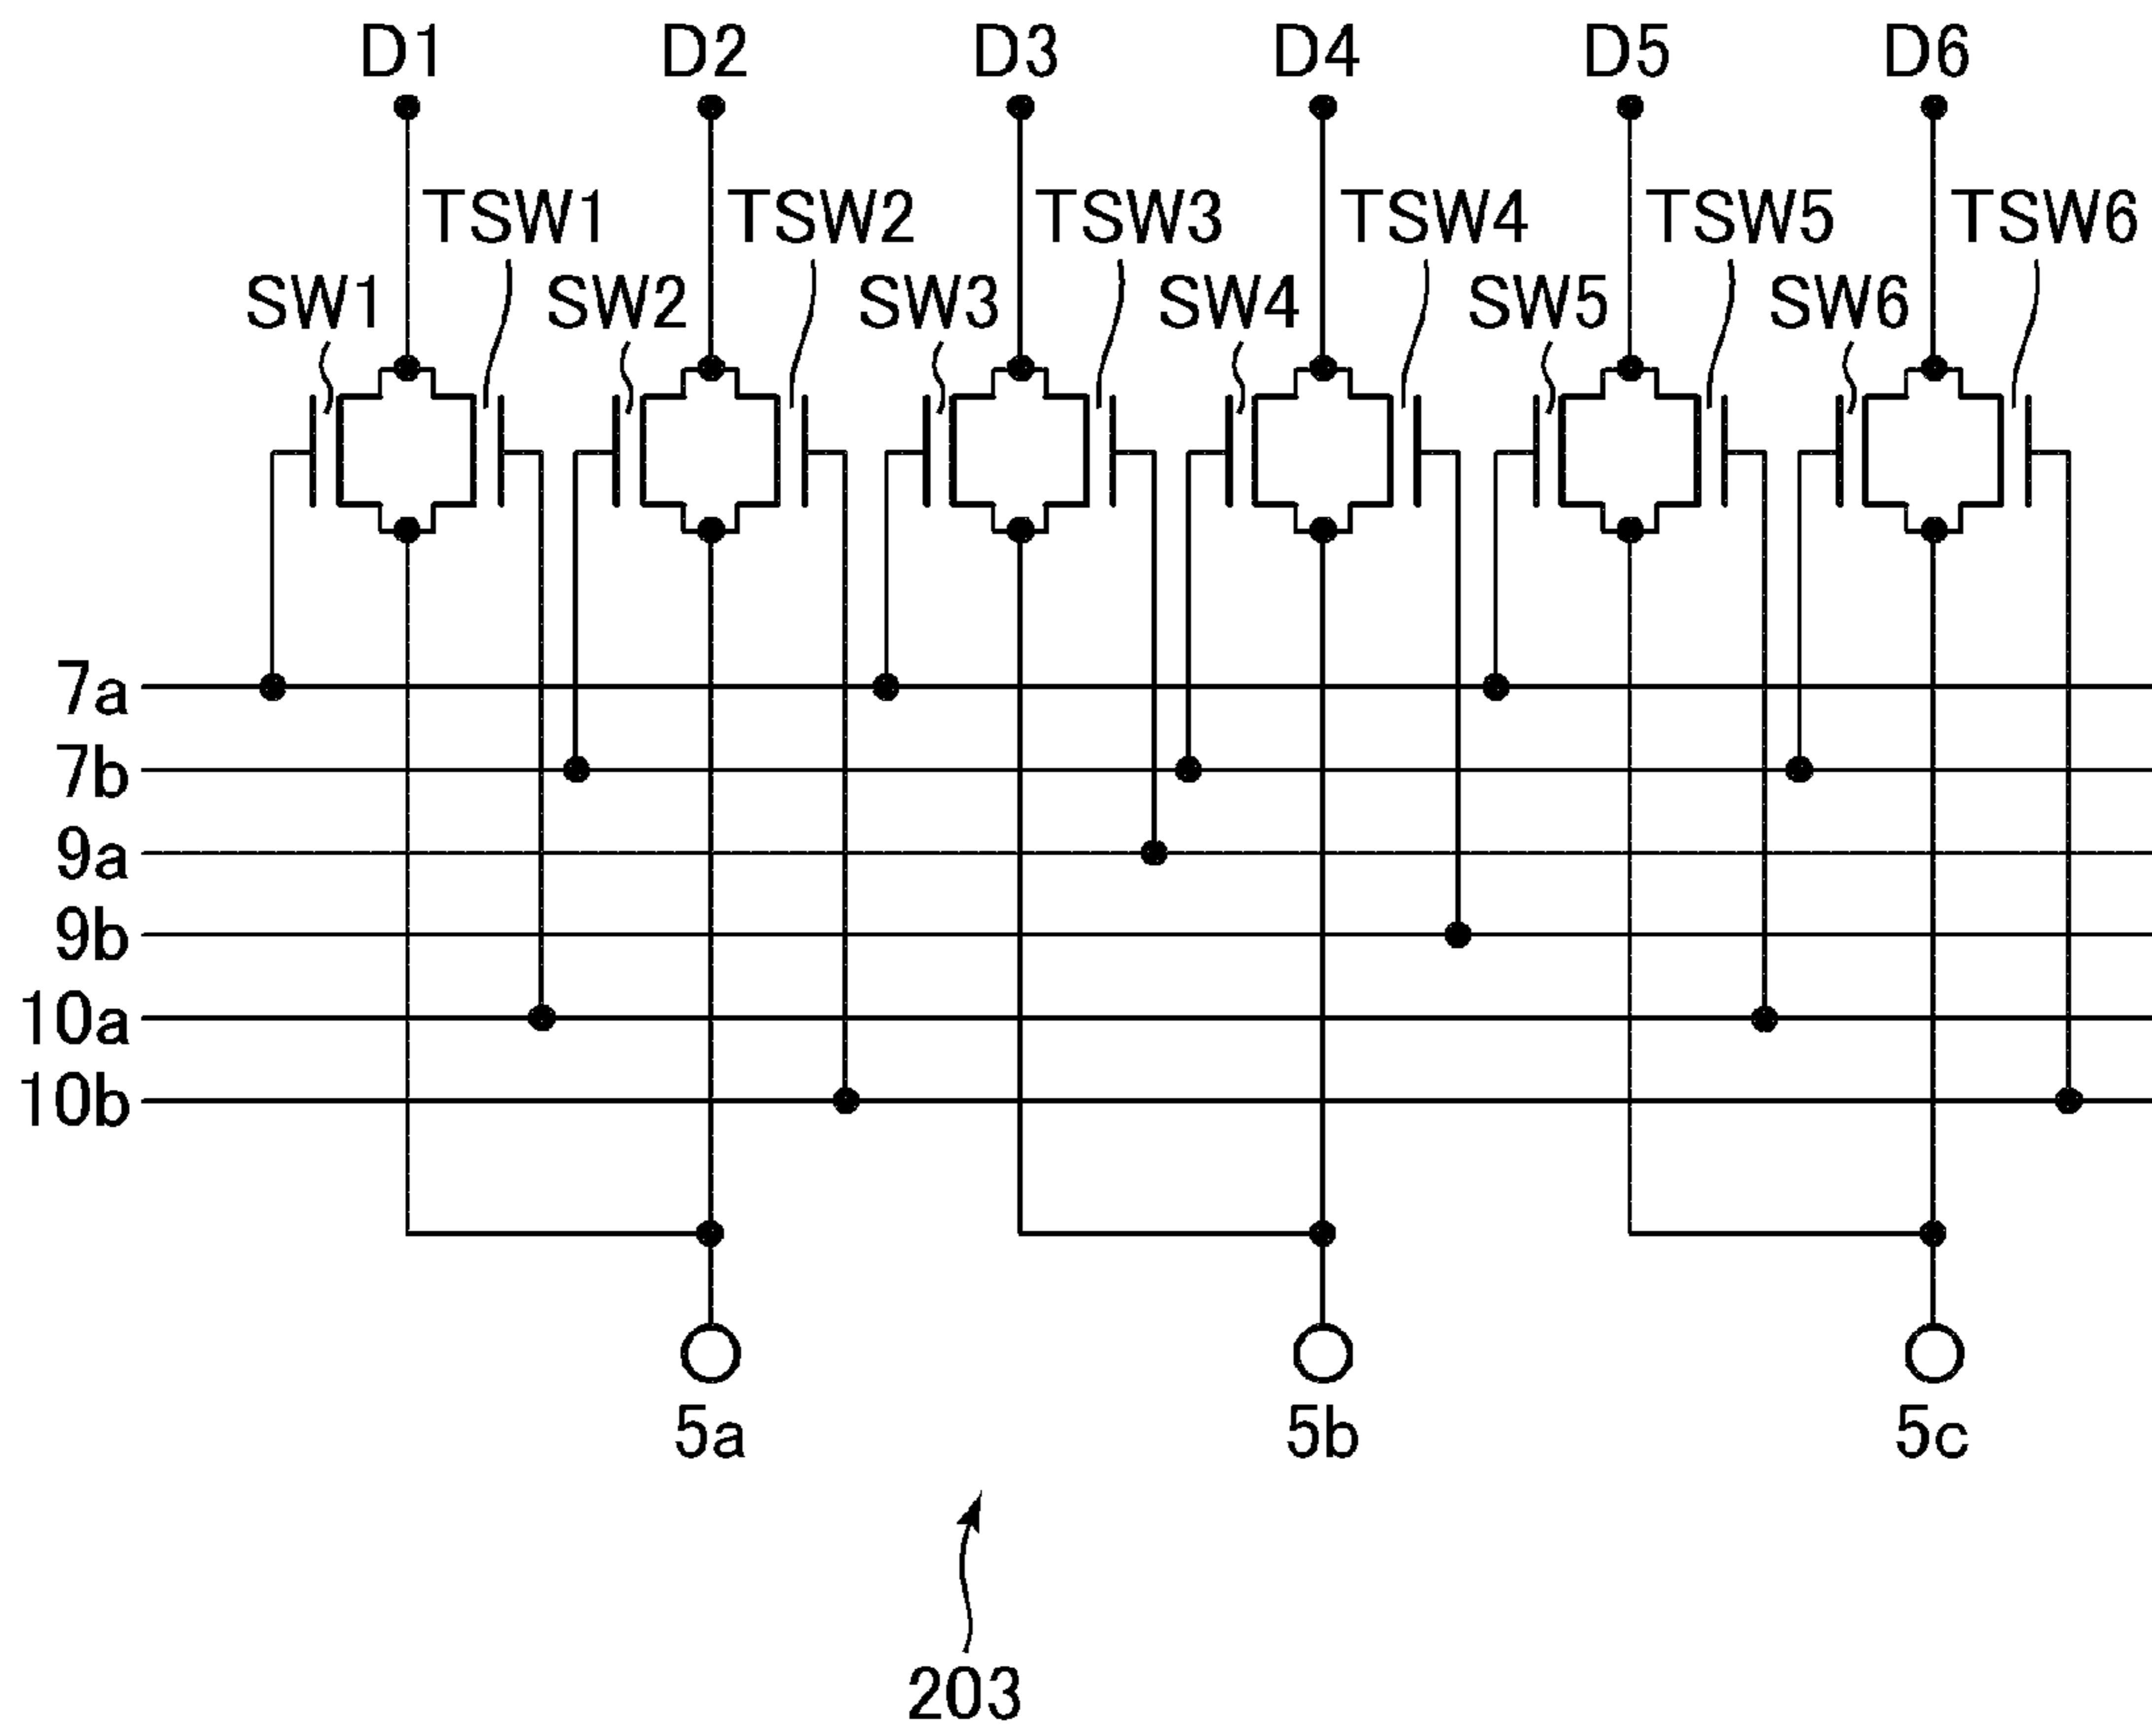 D1 D2 D3 D4 D5 D6
TSW1 TSW2 TSW3 TSW4 TSW5 TSW6
SW1 SW2 SW3 SW4 SW5 SW6
7a
7b
9a
9b
10a
10b
5a 5b 5c
203